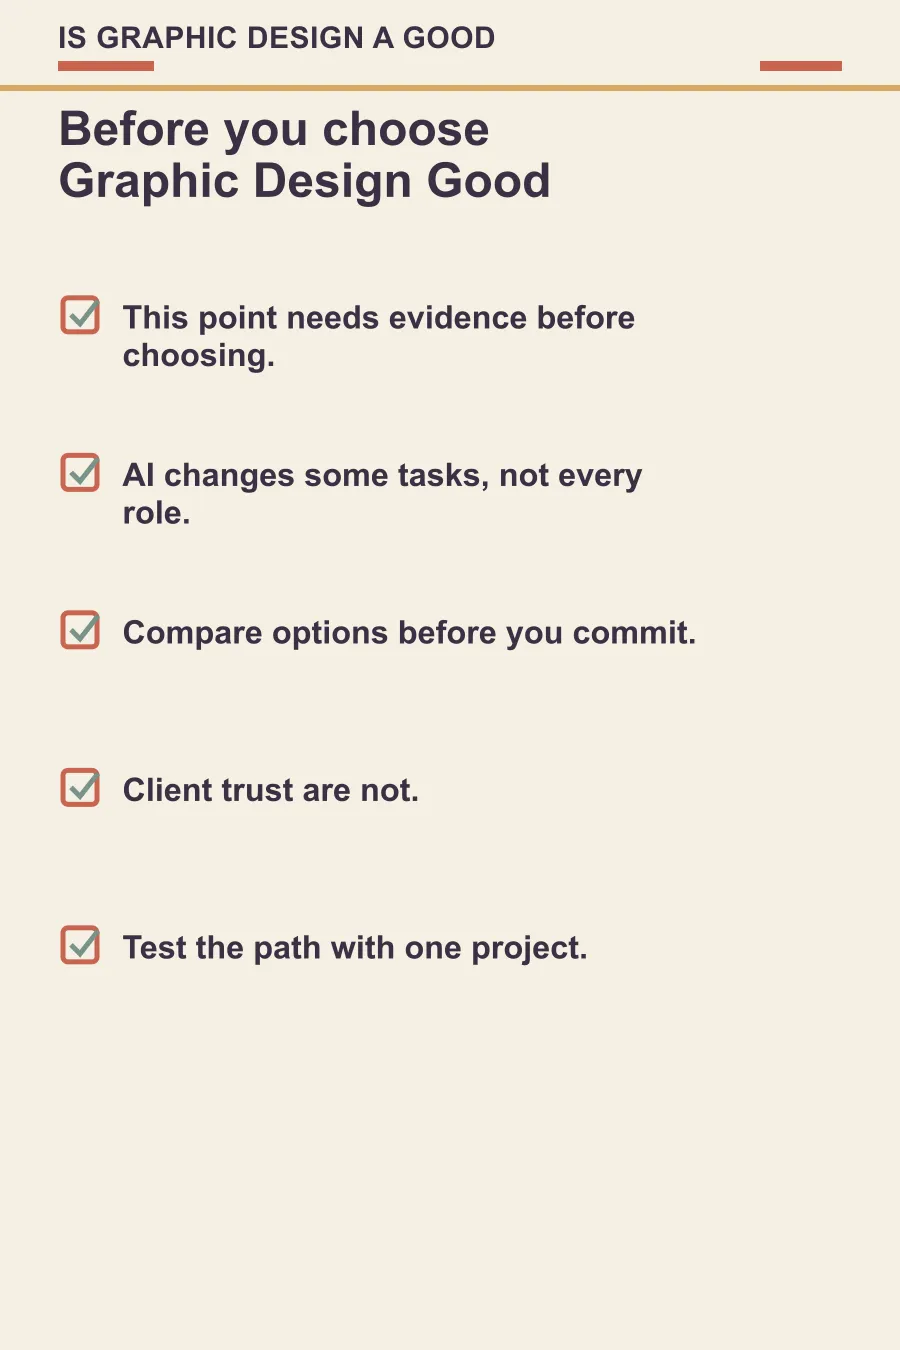 IS GRAPHIC DESIGN A GOOD
Before you choose
Graphic Design Good
This point needs evidence before
choosing.
AI changes some tasks, not every
role.
Compare options before you commit.
Client trust are not.
Test the path with one project.